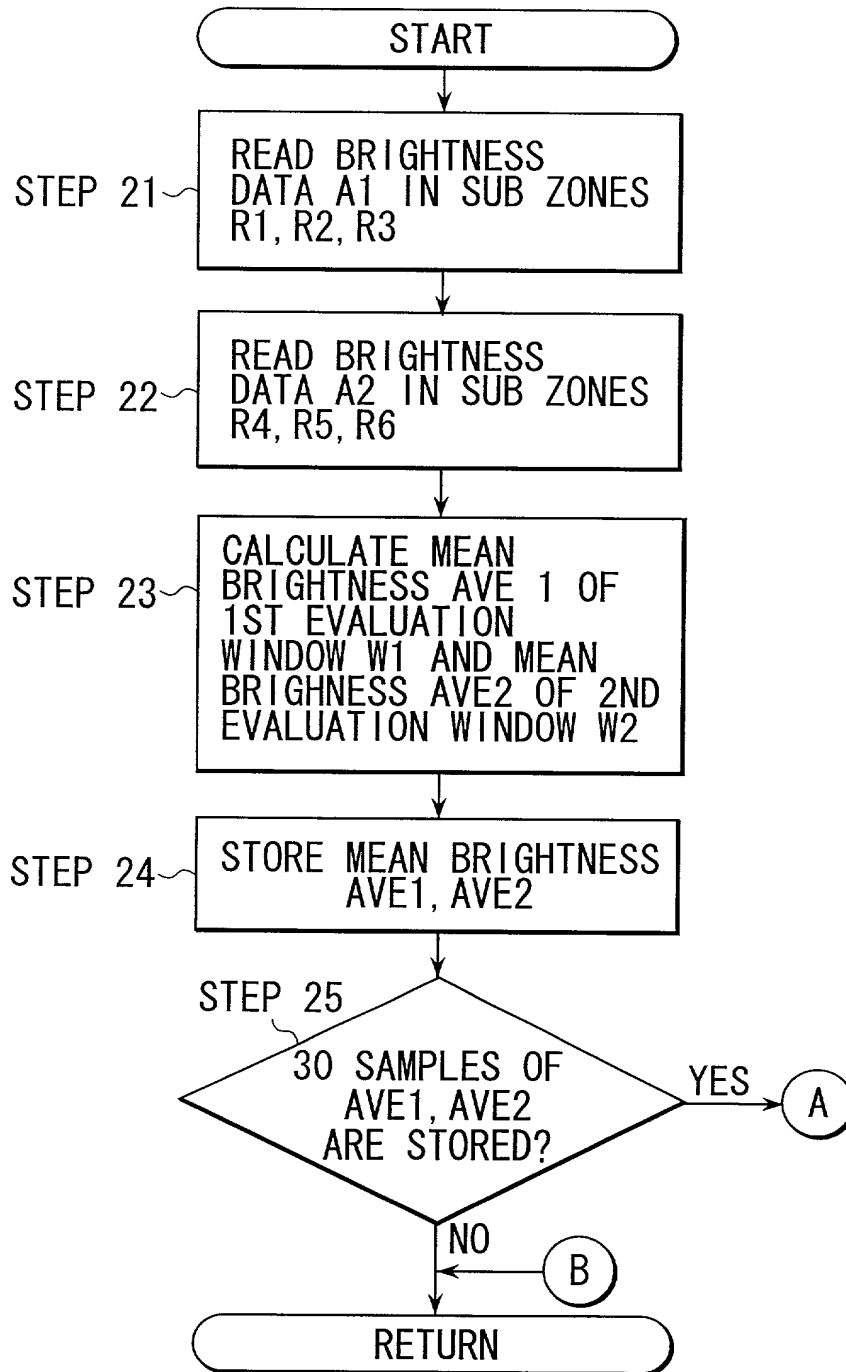 START
STEP 21
READ BRIGHTNESS
DATA A1 IN SUB ZONES
R1, R2, R3
STEP 22
READ BRIGHTNESS
DATA A2 IN SUB ZONES
R4, R5, R6
STEP 23
CALCULATE MEAN
BRIGHTNESS AVE 1 OF
1ST EVALUATION
WINDOW W1 AND MEAN
BRIGHNESS AVE2 OF 2ND
EVALUATION WINDOW W2
STEP 24
STORE MEAN BRIGHTNESS
AVE1, AVE2
STEP 25
30 SAMPLES OF
AVE1, AVE2
ARE STORED?
YES
A
NO
B
RETURN